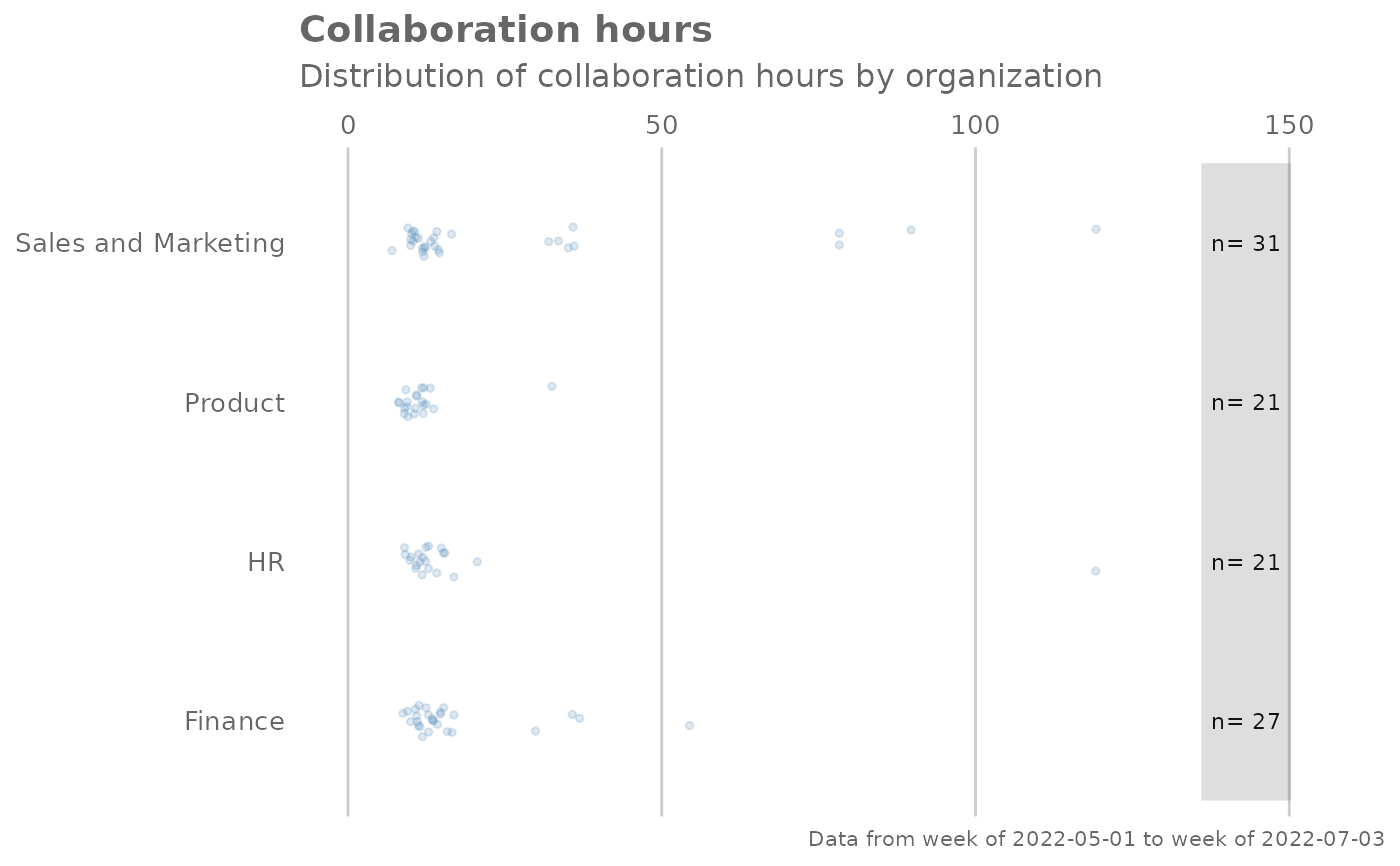 Collaboration hours
Distribution of collaboration hours by organization
0 50 100 150
Sales and Marketing n= 31
Product n= 21
HR n= 21
Finance n= 27
Data from week of 2022-05-01 to week of 2022-07-03